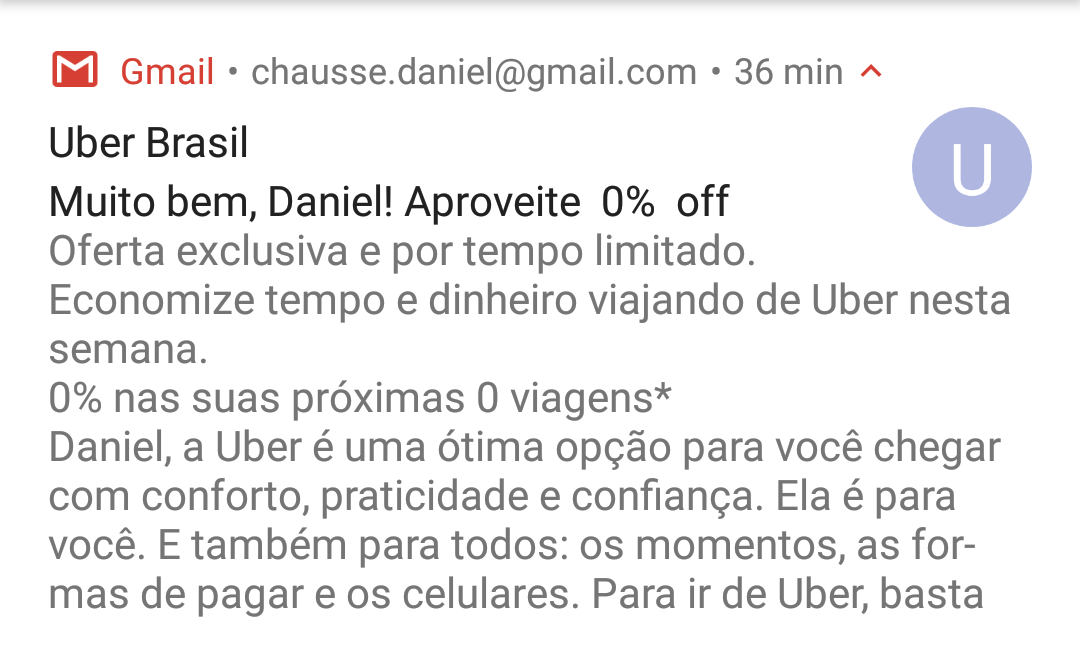 Gmail • chausse.daniel@gmail.com • 36 min
Uber Brasil
U
Muito bem, Daniel! Aproveite 0% off
Oferta exclusiva e por tempo limitado.
Economize tempo e dinheiro viajando de Uber nesta
semana.
0% nas suas próximas 0 viagens*
Daniel, a Uber é uma ótima opção para você chegar
com conforto, praticidade e confiança. Ela é para
você. E também para todos: os momentos, as for-
mas de pagar e os celulares. Para ir de Uber, basta